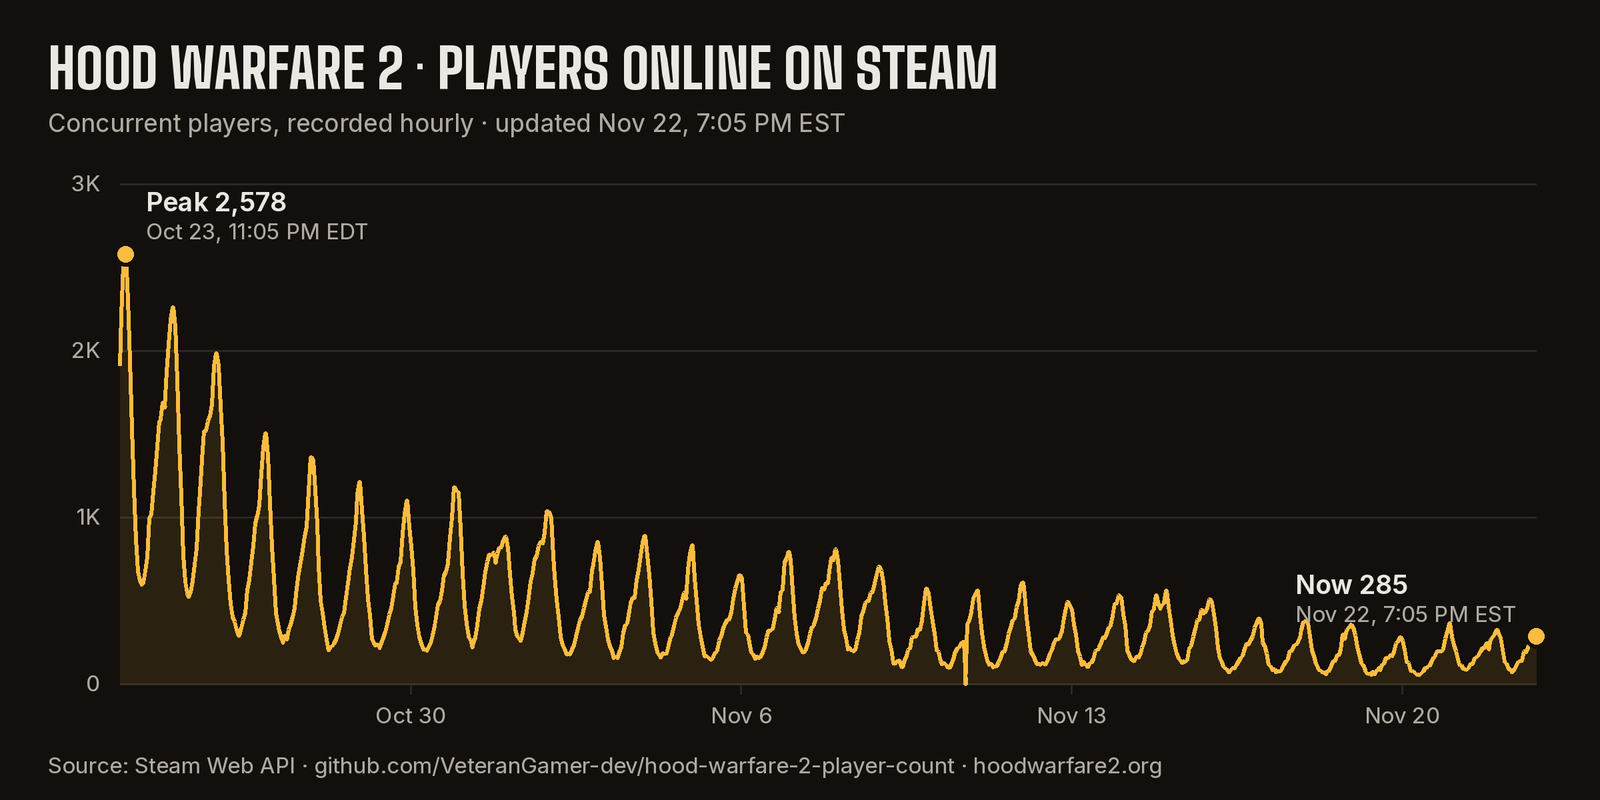 HOOD WARFARE 2 · PLAYERS ONLINE ON STEAM
Concurrent players, recorded hourly · updated Nov 22, 7:05 PM EST
3K
Peak 2,578
Oct 23, 11:05 PM EDT
2K
1K
Now 285
Nov 22, 7:05 PM EST
0
Oct 30
Nov 6
Nov 13
Nov 20
Source: Steam Web API · github.com/VeteranGamer-dev/hood-warfare-2-player-count · hoodwarfare2.org